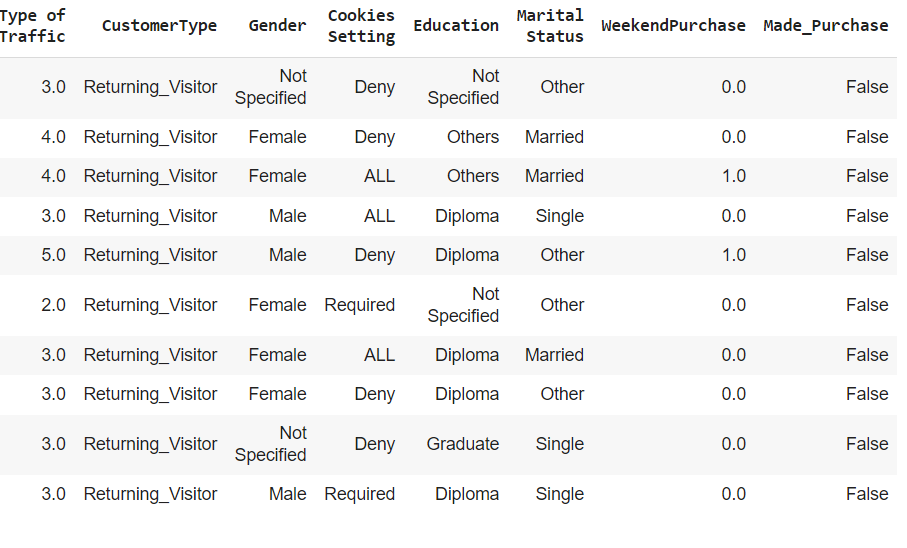 Type of Traffic CustomerType Gender Cookies Setting Education Marital Status WeekendPurchase Made_Purchase
3.0 Returning_Visitor Not Specified Deny Not Specified Other 0.0 False
4.0 Returning_Visitor Female Deny Others Married 0.0 False
4.0 Returning_Visitor Female ALL Others Married 1.0 False
3.0 Returning_Visitor Male ALL Diploma Single 0.0 False
5.0 Returning_Visitor Male Deny Diploma Other 1.0 False
2.0 Returning_Visitor Female Required Not Specified Other 0.0 False
3.0 Returning_Visitor Female ALL Diploma Married 0.0 False
3.0 Returning_Visitor Female Deny Diploma Other 0.0 False
3.0 Returning_Visitor Not Specified Deny Graduate Single 0.0 False
3.0 Returning_Visitor Male Required Diploma Single 0.0 False